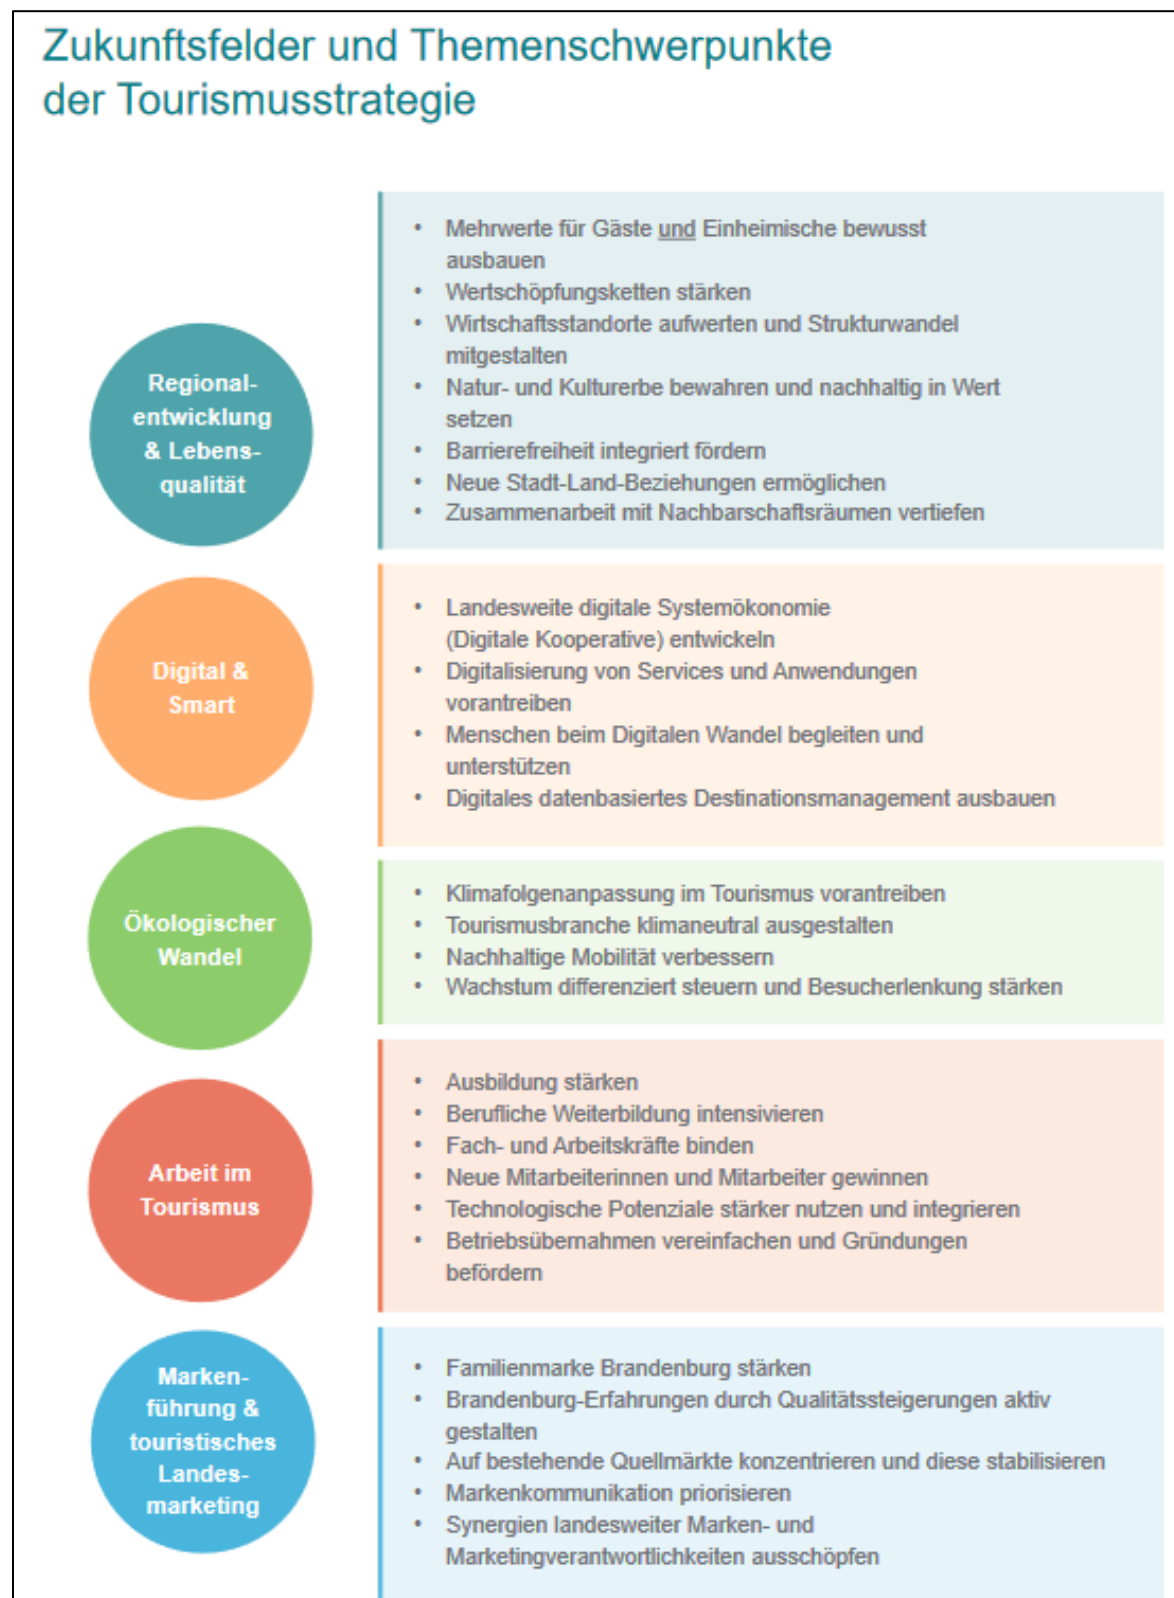 Zukunftsfelder und Themenschwerpunkte
der Tourismusstrategie
Regional-
entwicklung
& Lebens-
qualität
• Mehrwerte für Gäste und Einheimische bewusst
ausbauen
• Wertschöpfungsketten stärken
• Wirtschaftsstandorte aufwerten und Strukturwandel
mitgestalten
• Natur- und Kulturerbe bewahren und nachhaltig in Wert
setzen
• Barrierefreiheit integriert fördern
• Neue Stadt-Land-Beziehungen ermöglichen
• Zusammenarbeit mit Nachbarschaftsräumen vertiefen
Digital &
Smart
• Landesweite digitale Systemökonomie
(Digitale Kooperative) entwickeln
• Digitalisierung von Services und Anwendungen
vorantreiben
• Menschen beim Digitalen Wandel begleiten und
unterstützen
• Digitales datenbasiertes Destinationsmanagement ausbauen
Ökologischer
Wandel
• Klimafolgenanpassung im Tourismus vorantreiben
• Tourismusbranche klimaneutral ausgestalten
• Nachhaltige Mobilität verbessern
• Wachstum differenziert steuern und Besucherlenkung stärken
Arbeit im
Tourismus
• Ausbildung stärken
• Berufliche Weiterbildung intensivieren
• Fach- und Arbeitskräfte binden
• Neue Mitarbeiterinnen und Mitarbeiter gewinnen
• Technologische Potenziale stärker nutzen und integrieren
• Betriebsübernahmen vereinfachen und Gründungen
befördern
Marken-
führung &
touristisches
Landes-
marketing
• Familienmarke Brandenburg stärken
• Brandenburg-Erfahrungen durch Qualitätssteigerungen aktiv
gestalten
• Auf bestehende Quellmärkte konzentrieren und diese stabilisieren
• Markenkommunikation priorisieren
• Synergien landesweiter Marken- und
Marketingverantwortlichkeiten ausschöpfen